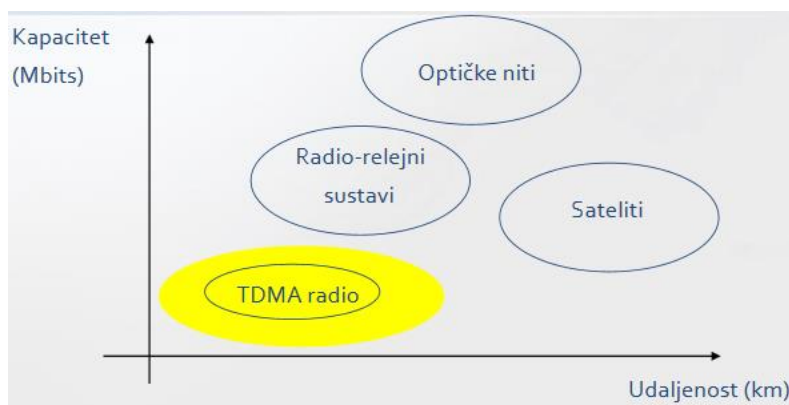 Kapacitet
(Mbits)
Optičke niti
Radio-relejni
sustavi
Sateliti
TDMA radio
Udaljenost (km)